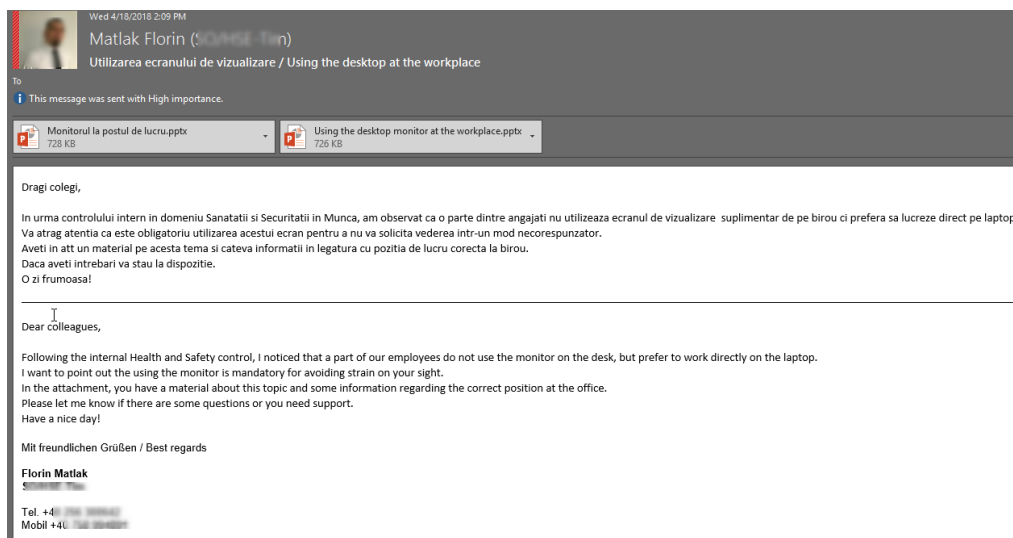 Wed 4/18/2018 2:09 PM
Matlak Florin (
Utilizarea ecranului de vizualizare / Using the desktop at the workplace
To
This message was sent with High importance.
Monitorul la postul de lucru.pptx
728 KB
Using the desktop monitor at the workplace.pptx
726 KB
Dragi colegi,
In urma controlului intern in domeniu Sanatatii si Securitatii in Munca, am observat ca o parte dintre angajati nu utilizeaza ecranul de vizualizare suplimentar de pe birou ci prefera sa lucreze direct pe laptop
Va atrag atentia ca este obligatoriu utilizarea acestui ecran pentru a nu va solicita vederea intr-un mod necorespunzator.
Aveti in att un material pe acesta tema si cateva informatii in legatura cu pozitia de lucru corecta la birou.
Daca aveti intrebari va stau la dispozitie.
O zi frumoasa!
Dear colleagues,
Following the internal Health and Safety control, I noticed that a part of our employees do not use the monitor on the desk, but prefer to work directly on the laptop.
I want to point out the using the monitor is mandatory for avoiding strain on your sight.
In the attachment, you have a material about this topic and some information regarding the correct position at the office.
Please let me know if there are some questions or you need support.
Have a nice day!
Mit freundlichen Grüßen / Best regards
Florin Matlak
Tel. +4
Mobil +4